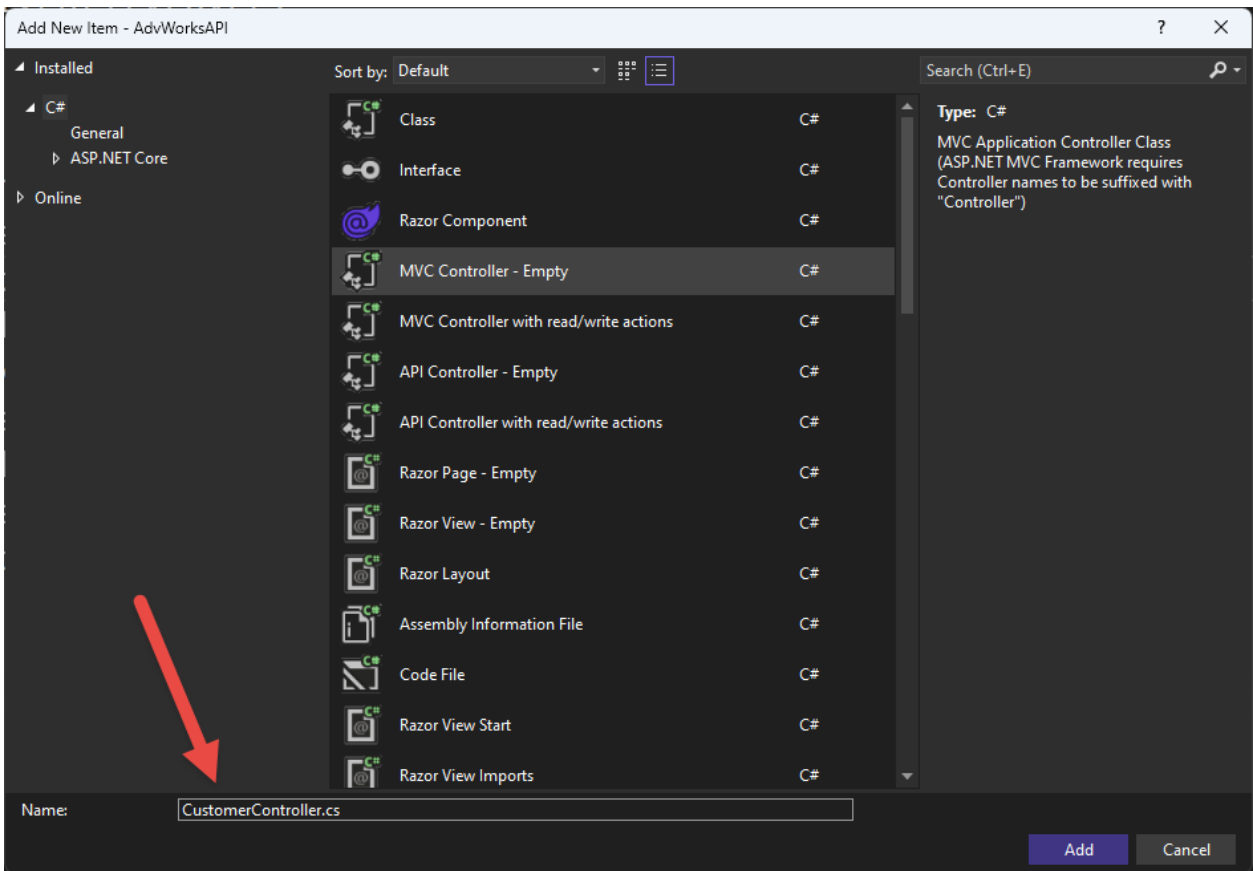 Add New Item - AdvWorksAPI ? ×
Installed
C#
General
ASP.NET Core
Online
Sort by: Default
Search (Ctrl+E)
Class C#
Interface C#
Razor Component C#
MVC Controller - Empty C#
MVC Controller with read/write actions C#
API Controller - Empty C#
API Controller with read/write actions C#
Razor Page - Empty C#
Razor View - Empty C#
Razor Layout C#
Assembly Information File C#
Code File C#
Razor View Start C#
Razor View Imports C#
Type: C#
MVC Application Controller Class
(ASP.NET MVC Framework requires
Controller names to be suffixed with
"Controller")
Name: CustomerController.cs
Add Cancel